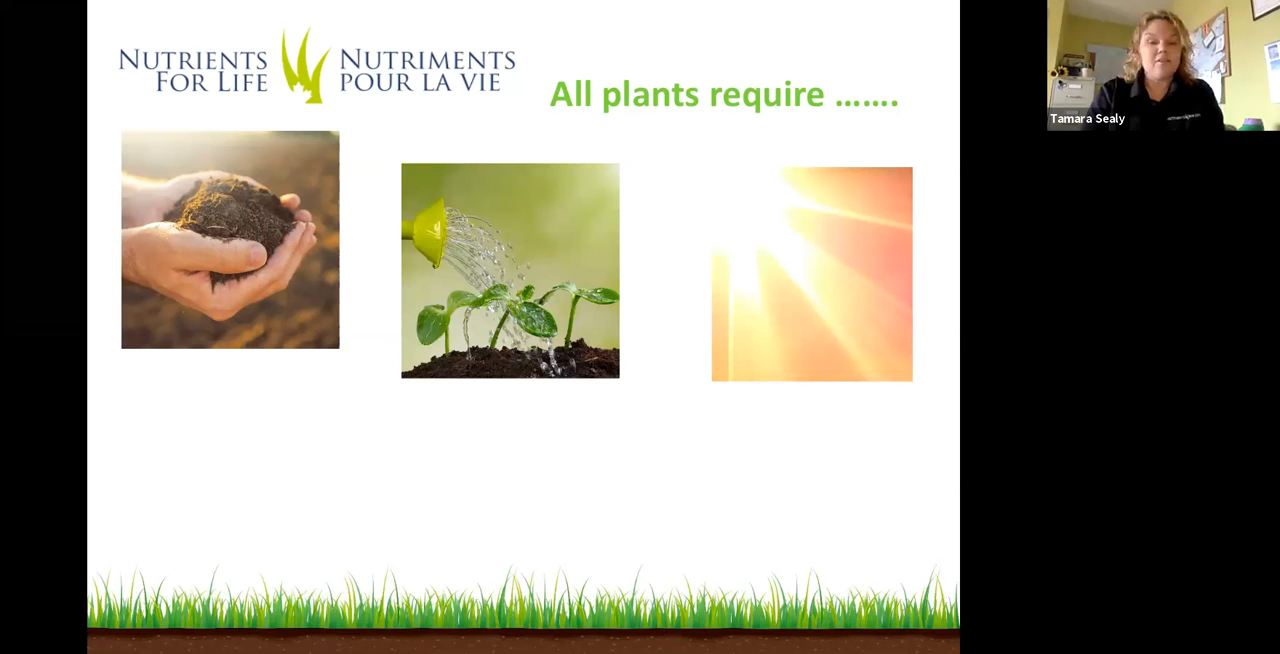 NUTRIENTS
FOR LIFE
NUTRIMENTS
POUR LA VIE
All plants require .......
Tamara Sealy